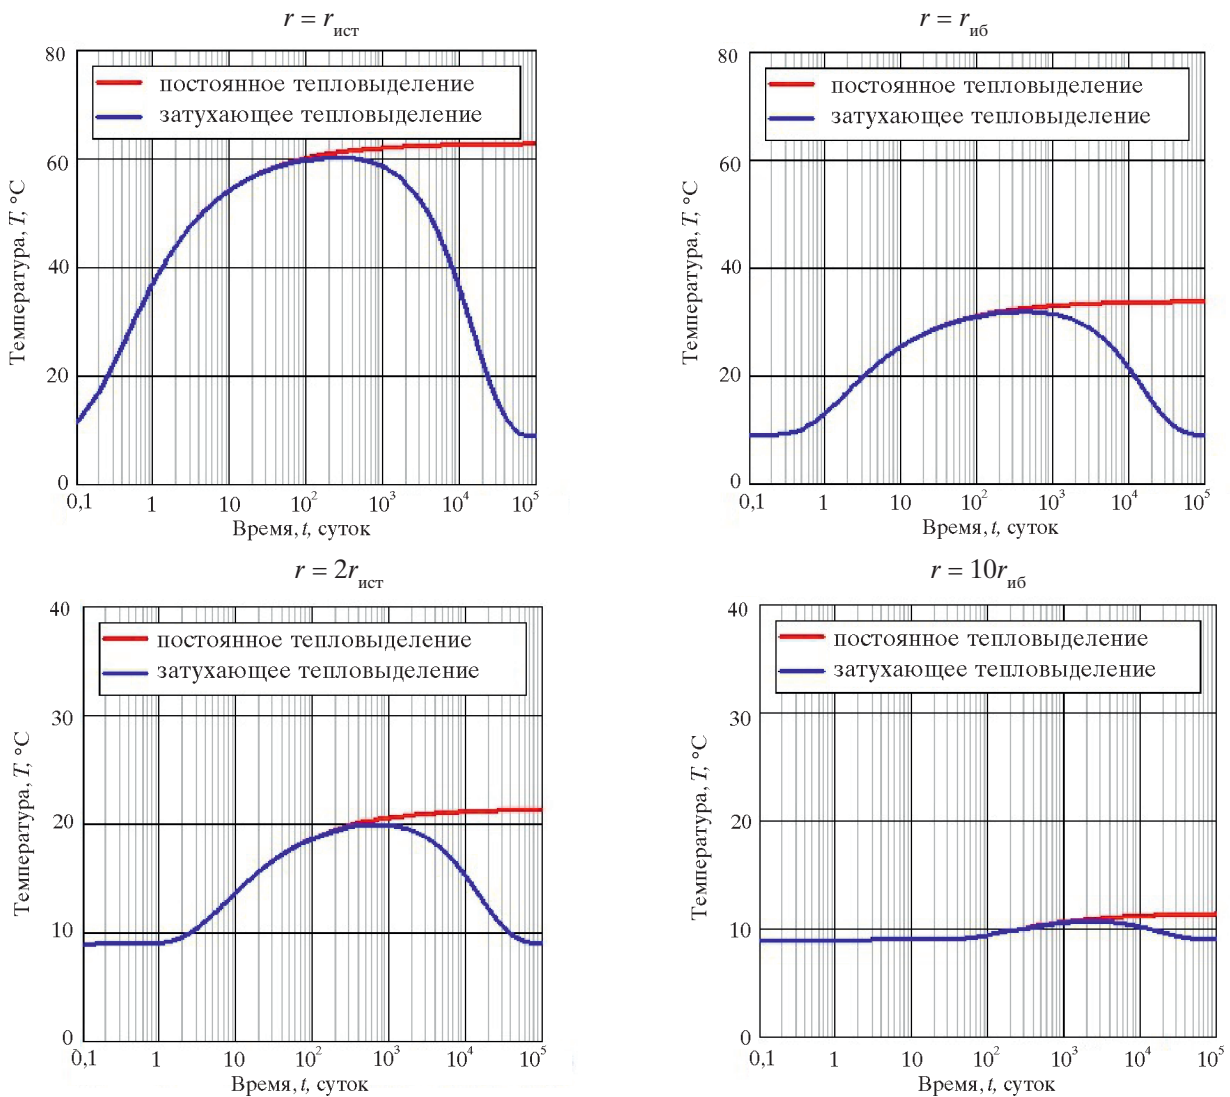 r = rист
80
постоянное тепловыделение
затухающее тепловыделение
60
40
20
0
Температура, T, °C
0,1 1 10 10² 10³ 10⁴ 10⁵
Время, t, суток
r = rиб
80
постоянное тепловыделение
затухающее тепловыделение
60
40
20
0
Температура, T, °C
0,1 1 10 10² 10³ 10⁴ 10⁵
Время, t, суток
r = 2rист
40
постоянное тепловыделение
затухающее тепловыделение
30
20
10
0
Температура, T, °C
0,1 1 10 10² 10³ 10⁴ 10⁵
Время, t, суток
r = 10rиб
40
постоянное тепловыделение
затухающее тепловыделение
30
20
10
0
Температура, T, °C
0,1 1 10 10² 10³ 10⁴ 10⁵
Время, t, суток